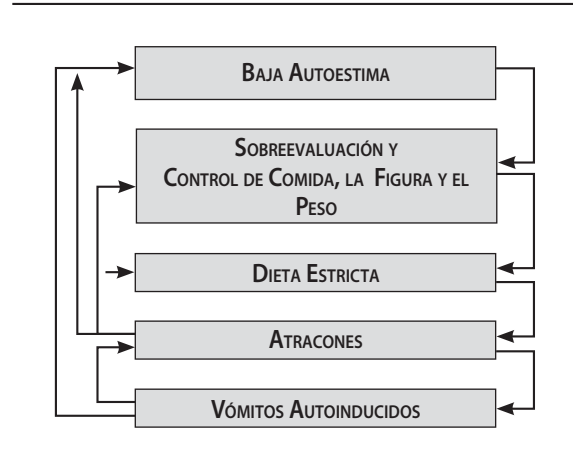 Baja Autoestima
Sobreevaluación y
Control de Comida, la Figura y el
Peso
Dieta Estricta
Atracones
Vómitos Autoinducidos